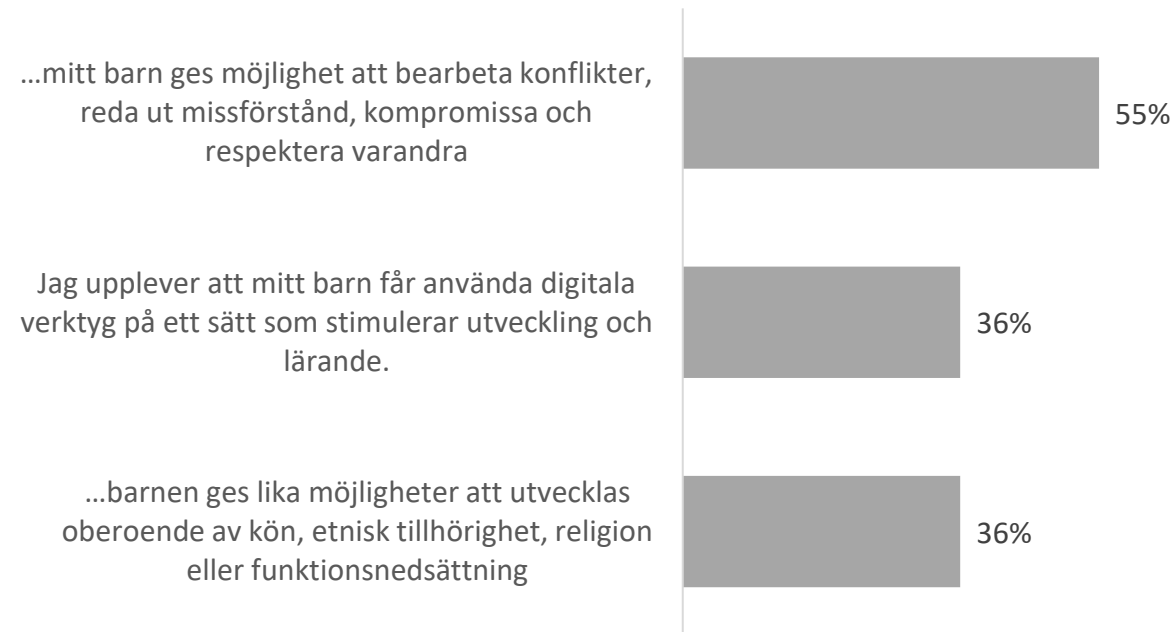 …mitt barn ges möjlighet att bearbeta konflikter,
reda ut missförstånd, kompromissa och
respektera varandra
55%
Jag upplever att mitt barn får använda digitala
verktyg på ett sätt som stimulerar utveckling och
lärande.
36%
…barnen ges lika möjligheter att utvecklas
oberoende av kön, etnisk tillhörighet, religion
eller funktionsnedsättning
36%